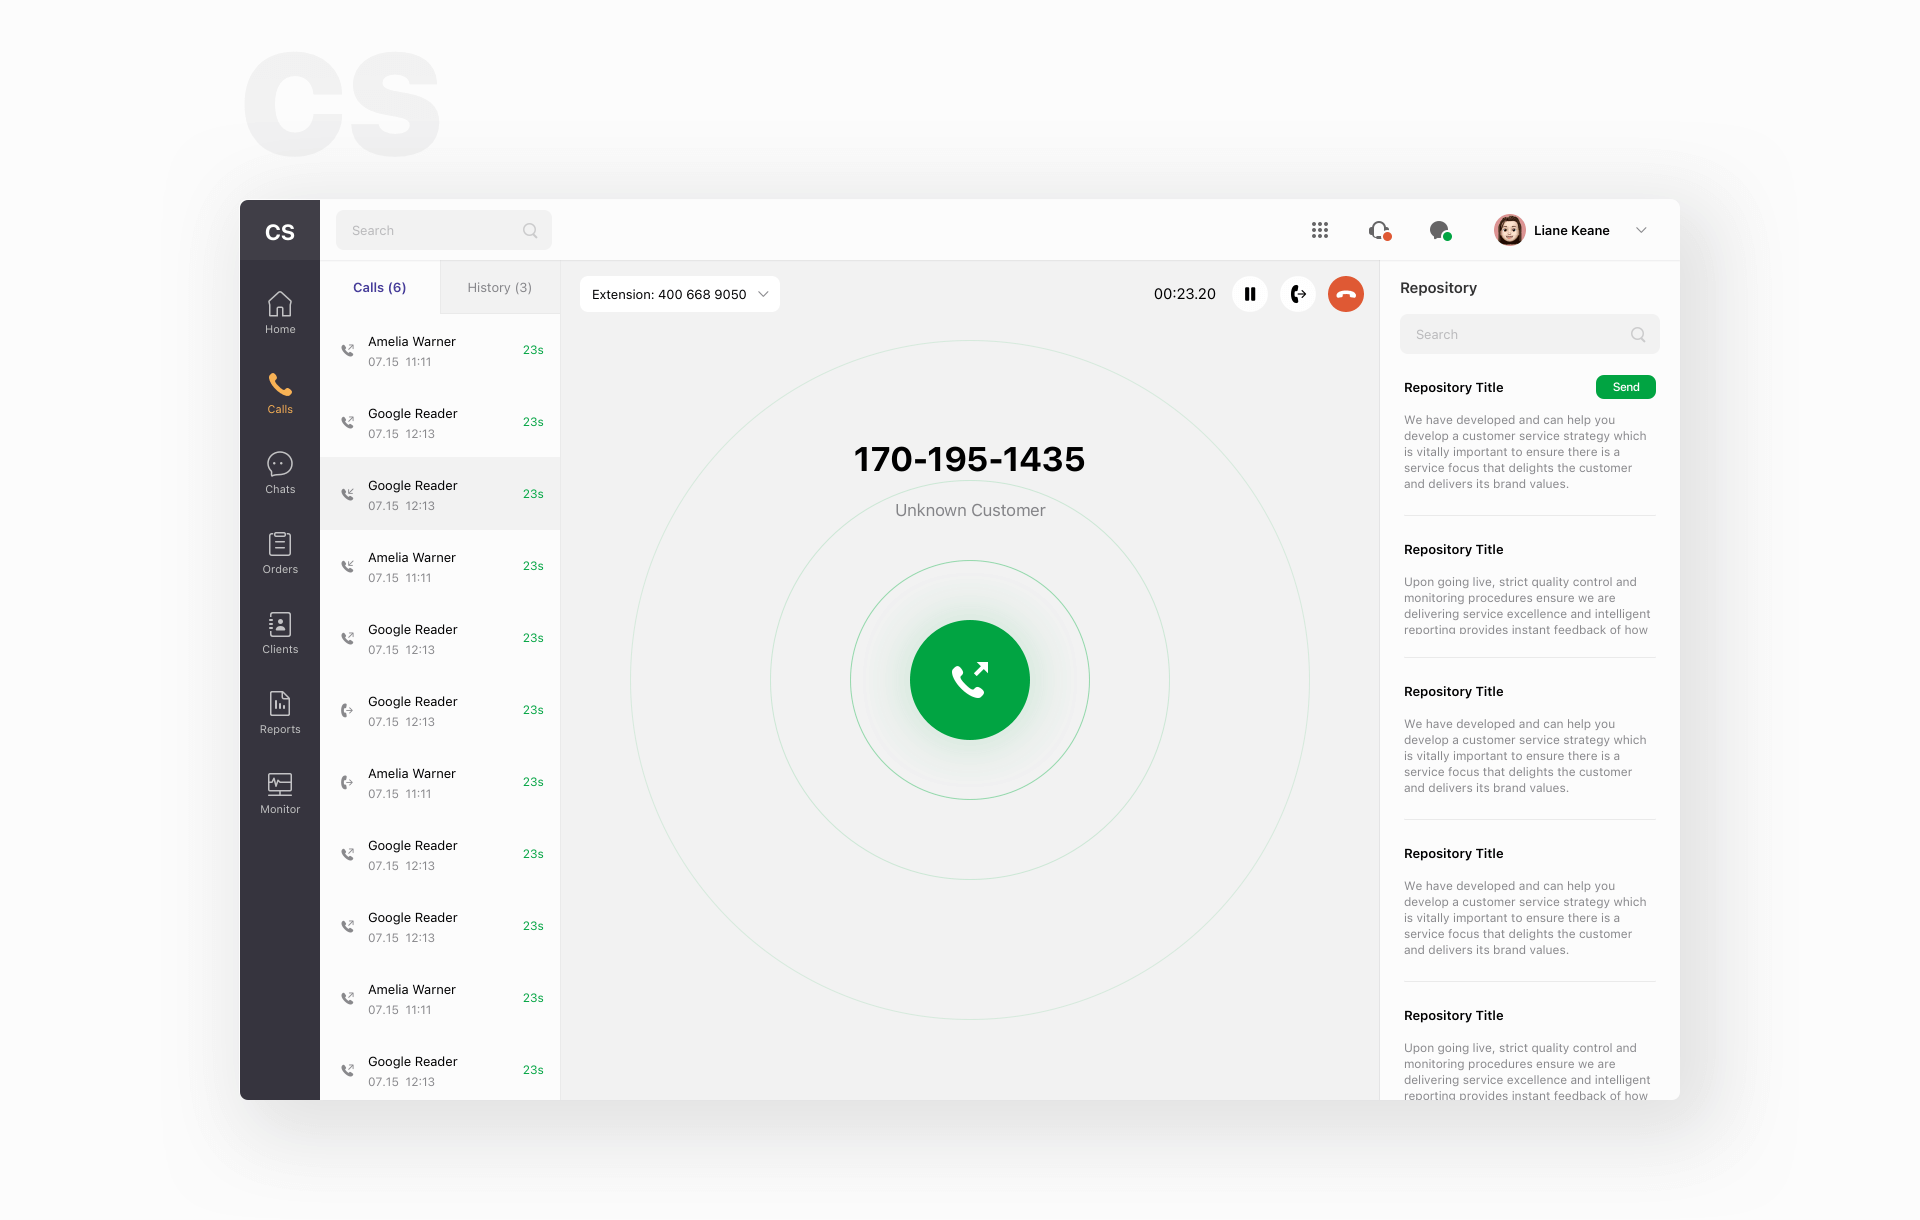 CS
CS
Home
Calls
Chats
Orders
Clients
Reports
Monitor
Search
Liane Keane
Calls (6)
History (3)
Amelia Warner
07.15 11:11
23s
Google Reader
07.15 12:13
23s
Google Reader
07.15 12:13
23s
Amelia Warner
07.15 11:11
23s
Google Reader
07.15 12:13
23s
Google Reader
07.15 12:13
23s
Amelia Warner
07.15 11:11
23s
Google Reader
07.15 12:13
23s
Google Reader
07.15 12:13
23s
Amelia Warner
07.15 11:11
23s
Google Reader
07.15 12:13
23s
Extension: 400 668 9050
00:23.20
170-195-1435
Unknown Customer
Repository
Search
Repository Title
Send
We have developed and can help you
develop a customer service strategy which
is vitally important to ensure there is a
service focus that delights the customer
and delivers its brand values.
Repository Title
Upon going live, strict quality control and
monitoring procedures ensure we are
delivering service excellence and intelligent
reporting provides instant feedback of how
Repository Title
We have developed and can help you
develop a customer service strategy which
is vitally important to ensure there is a
service focus that delights the customer
and delivers its brand values.
Repository Title
We have developed and can help you
develop a customer service strategy which
is vitally important to ensure there is a
service focus that delights the customer
and delivers its brand values.
Repository Title
Upon going live, strict quality control and
monitoring procedures ensure we are
delivering service excellence and intelligent
reporting provides instant feedback of how